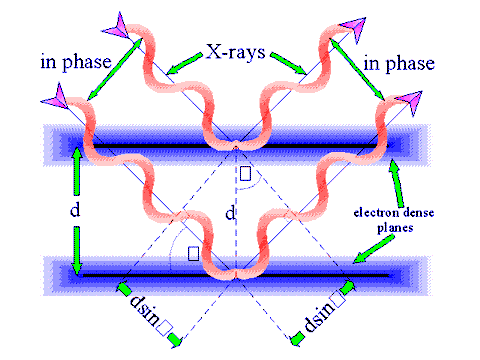 X-rays
in phase
in phase
□
d
d
electron dense
planes
□
dsin□
dsin□